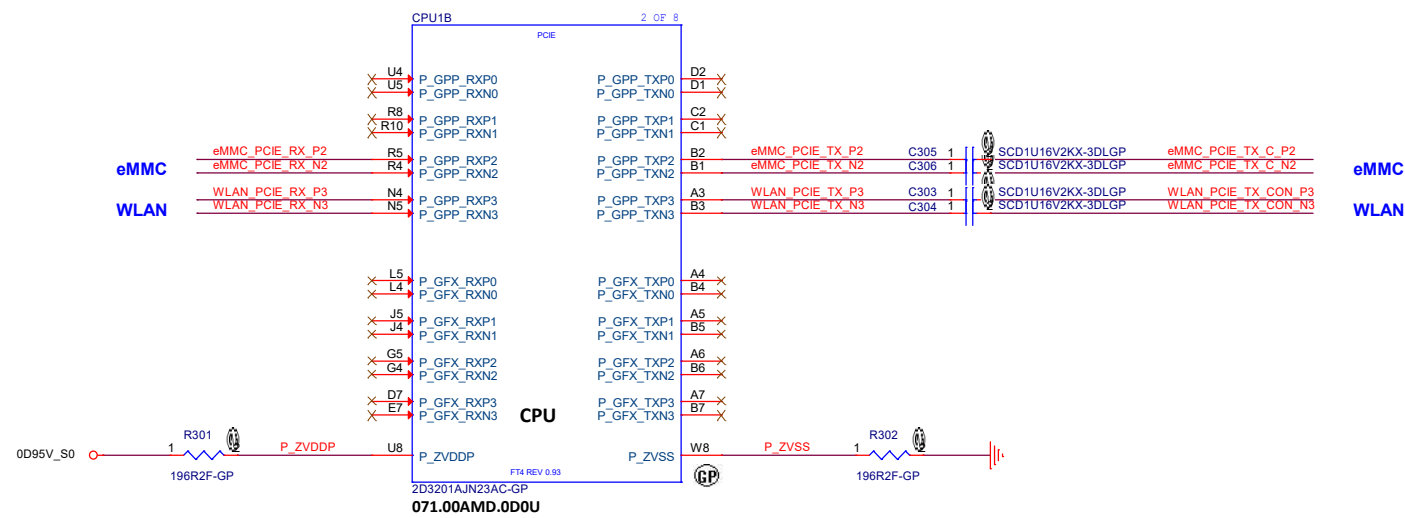 CPU1B 2 OF 8
PCIE
U4 P_GPP_RXP0 P_GPP_TXP0 D2
U5 P_GPP_RXN0 P_GPP_TXN0 D1
R8 P_GPP_RXP1 P_GPP_TXP1 C2
R10 P_GPP_RXN1 P_GPP_TXN1 C1
eMMC_PCIE_RX_P2 R5 P_GPP_RXP2 P_GPP_TXP2 B2 eMMC_PCIE_TX_P2 C305 1 SCD1U16V2KX-3DLGP eMMC_PCIE_TX_C_P2
eMMC eMMC_PCIE_RX_N2 R4 P_GPP_RXN2 P_GPP_TXN2 B1 eMMC_PCIE_TX_N2 C306 1 SCD1U16V2KX-3DLGP eMMC_PCIE_TX_C_N2 eMMC
WLAN_PCIE_RX_P3 N4 P_GPP_RXP3 P_GPP_TXP3 A3 WLAN_PCIE_TX_P3 C303 1 SCD1U16V2KX-3DLGP WLAN_PCIE_TX_CON_P3
WLAN WLAN_PCIE_RX_N3 N5 P_GPP_RXN3 P_GPP_TXN3 B3 WLAN_PCIE_TX_N3 C304 1 2 SCD1U16V2KX-3DLGP WLAN_PCIE_TX_CON_N3 WLAN
L5 P_GFX_RXP0 P_GFX_TXP0 A4
L4 P_GFX_RXN0 P_GFX_TXN0 B4
J5 P_GFX_RXP1 P_GFX_TXP1 A5
J4 P_GFX_RXN1 P_GFX_TXN1 B5
G5 P_GFX_RXP2 P_GFX_TXP2 A6
G4 P_GFX_RXN2 P_GFX_TXN2 B6
D7 P_GFX_RXP3 P_GFX_TXP3 A7
E7 P_GFX_RXN3 CPU P_GFX_TXN3 B7
R301 R302
0D95V_S0 1 2 P_ZVDDP U8 P_ZVDDP P_ZVSS W8 P_ZVSS 1 2
196R2F-GP FT4 REV 0.93 GP 196R2F-GP
2D3201AJN23AC-GP
071.00AMD.0D0U